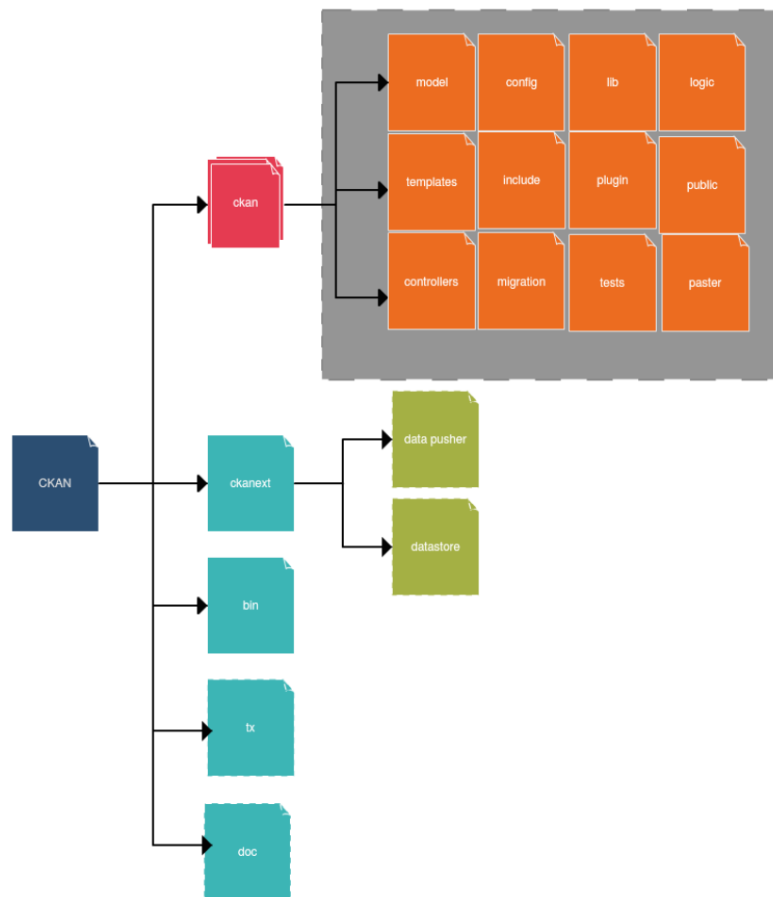 model
config
lib
logic
templates
include
plugin
public
controllers
migration
tests
paster
ckan
CKAN
ckanext
data pusher
datastore
bin
tx
doc